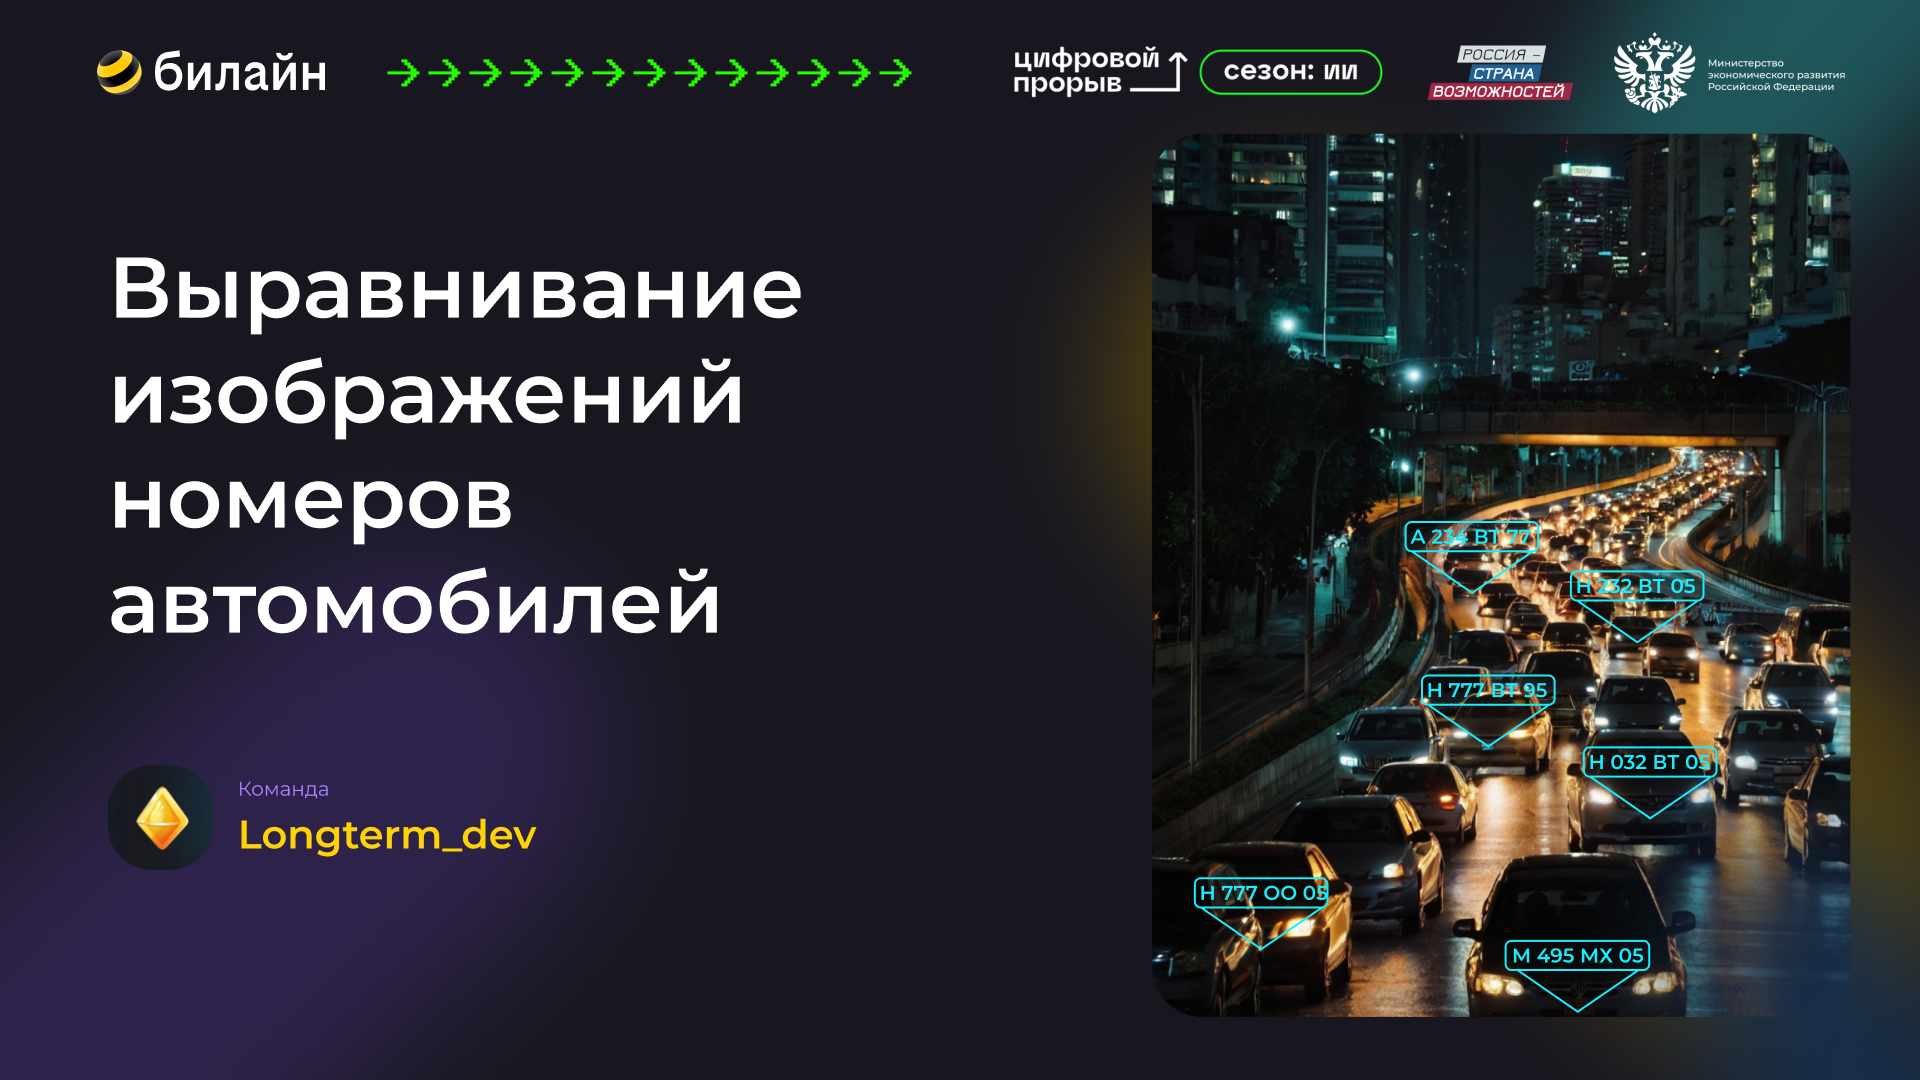 билайн
цифровой
прорыв
сезон: ии
РОССИЯ –
СТРАНА
ВОЗМОЖНОСТЕЙ
Министерство
экономического развития
Российской Федерации
Выравнивание
изображений
номеров
автомобилей
Команда
Longterm_dev
А 234 ВТ 77
Н 232 ВТ 05
Н 777 ВТ 95
Н 032 ВТ 05
Н 777 ОО 05
М 495 МХ 05